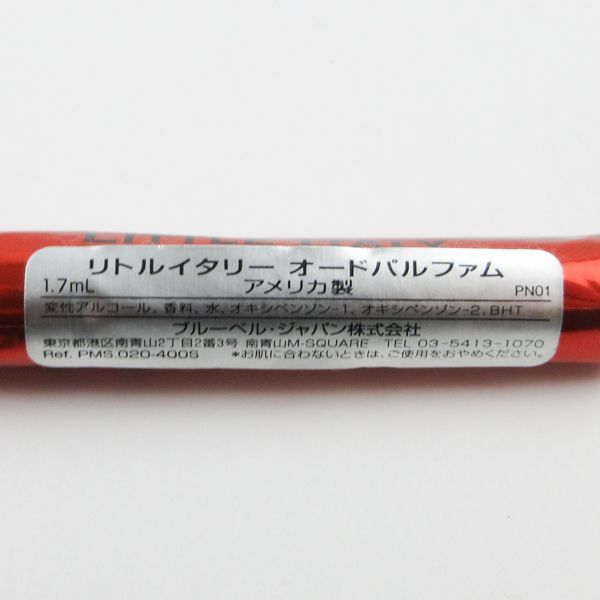 リトルイタリー オードパルファム
1.7mL アメリカ製 PN01
変性アルコール、香料、水、オキシベンゾン-1、オキシベンゾン-2、BHT
ブルーベル・ジャパン株式会社
東京都港区南青山2丁目2番3号 南青山M-SQUARE TEL 03-5413-1070
Ref. PMS.020-400S *お肌に合わないときは、ご使用をおやめください。